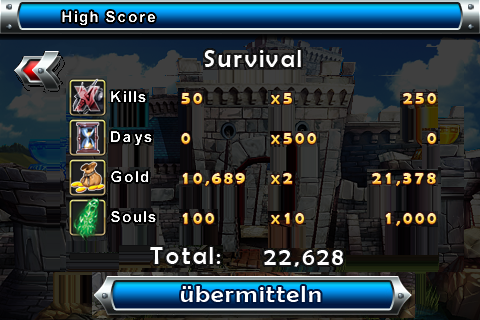 High Score
Survival
Kills 50 x5 250
Days 0 x500 0
Gold 10,689 x2 21,378
Souls 100 x10 1,000
Total: 22,628
übermitteln